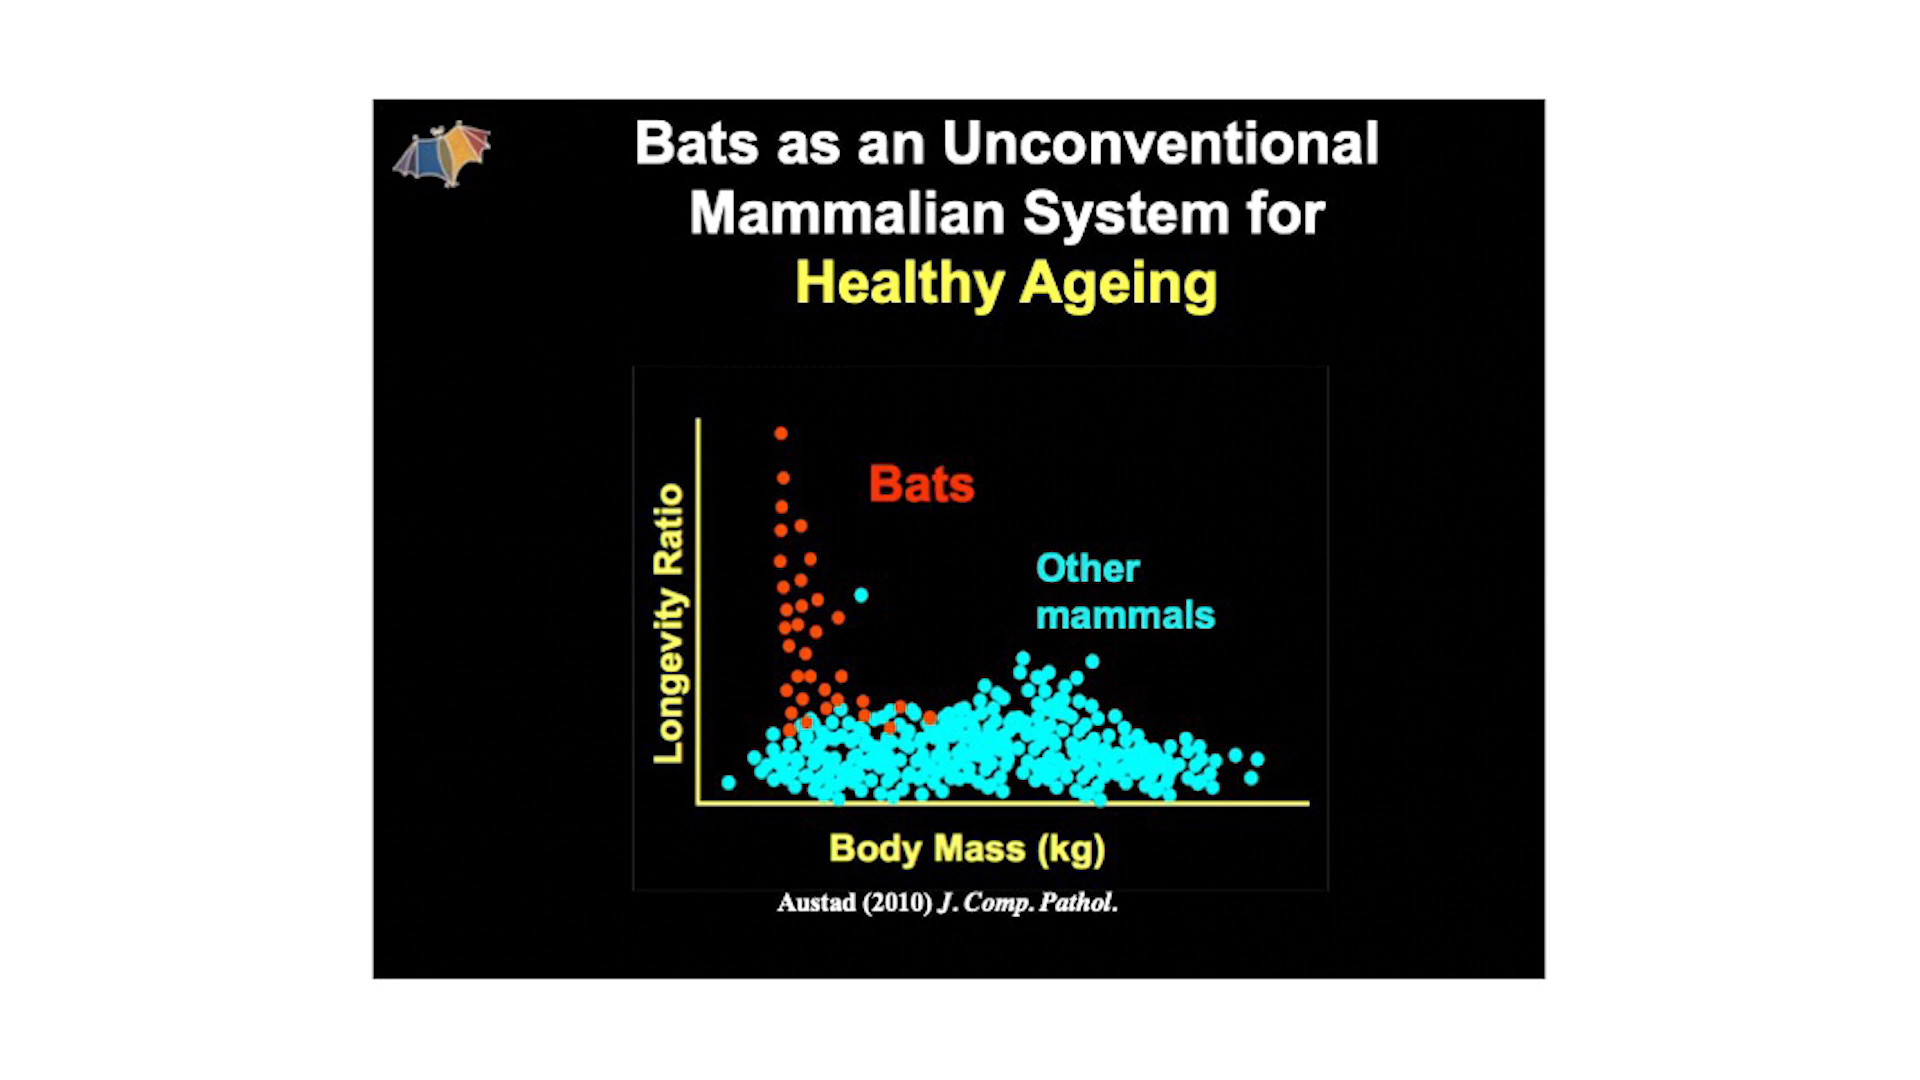 Bats as an Unconventional
Mammalian System for
Healthy Ageing
Bats
Other
mammals
Longevity Ratio
Body Mass (kg)
Austad (2010) J. Comp. Pathol.